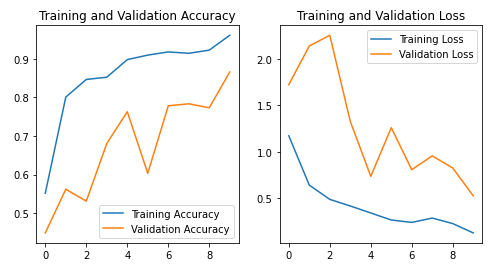 Training and Validation Accuracy
0.9
0.8
0.7
0.6
0.5
Training Accuracy
Validation Accuracy
0 2 4 6 8
Training and Validation Loss
Training Loss
Validation Loss
2.0
1.5
1.0
0.5
0 2 4 6 8